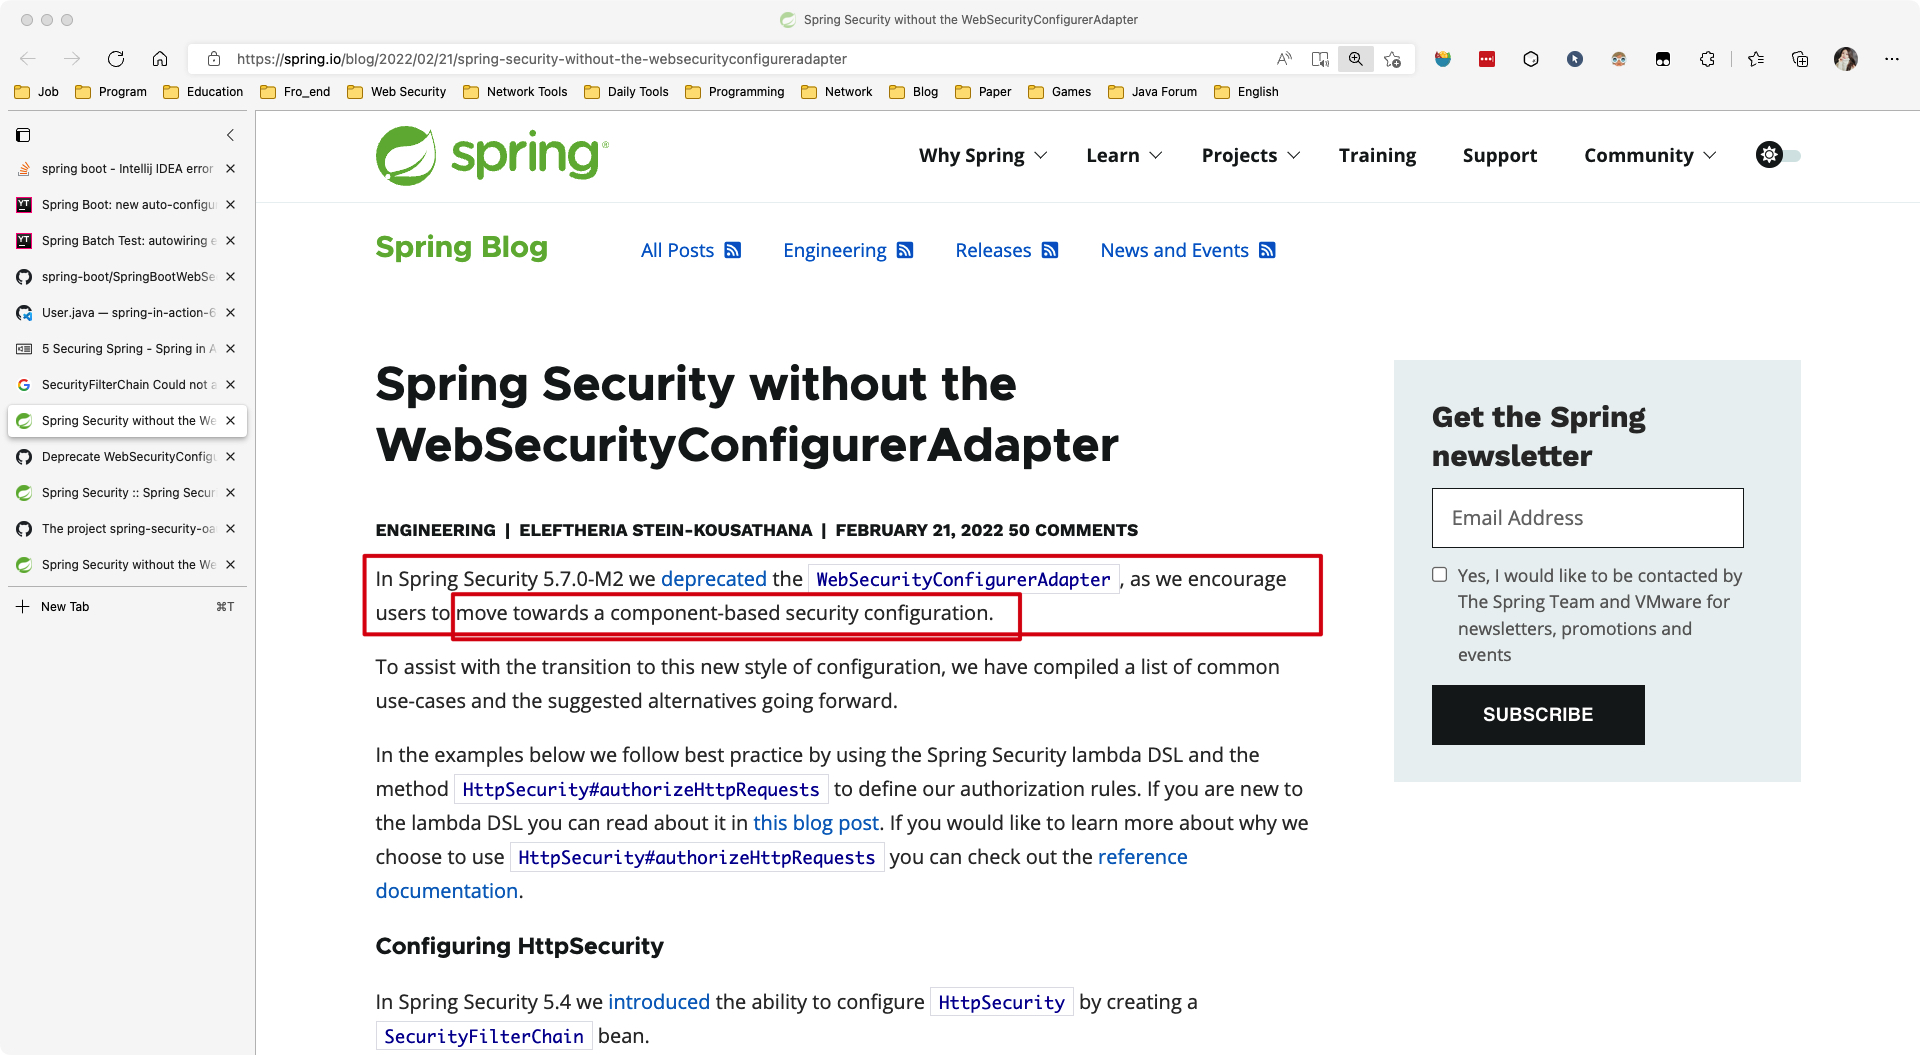 Spring Security without the WebSecurityConfigurerAdapter
https://spring.io/blog/2022/02/21/spring-security-without-the-websecurityconfigureradapter
Job Program Education Fro_end Web Security Network Tools Daily Tools Programming Network Blog Paper Games Java Forum English
spring boot - Intellij IDEA error
Spring Boot: new auto-configu
Spring Batch Test: autowiring e
spring-boot/SpringBootWebSe
User.java — spring-in-action-6
5 Securing Spring - Spring in A
SecurityFilterChain Could not a
Spring Security without the We
Deprecate WebSecurityConfigu
Spring Security :: Spring Secur
The project spring-security-oa
Spring Security without the We
New Tab ⌘T
spring
Why Spring Learn Projects Training Support Community
Spring Blog All Posts Engineering Releases News and Events
Spring Security without the
WebSecurityConfigurerAdapter
ENGINEERING | ELEFTHERIA STEIN-KOUSATHANA | FEBRUARY 21, 2022 50 COMMENTS
In Spring Security 5.7.0-M2 we deprecated the WebSecurityConfigurerAdapter, as we encourage
users to move towards a component-based security configuration.
To assist with the transition to this new style of configuration, we have compiled a list of common
use-cases and the suggested alternatives going forward.
In the examples below we follow best practice by using the Spring Security lambda DSL and the
method HttpSecurity#authorizeHttpRequests to define our authorization rules. If you are new to
the lambda DSL you can read about it in this blog post. If you would like to learn more about why we
choose to use HttpSecurity#authorizeHttpRequests you can check out the reference
documentation.
Configuring HttpSecurity
In Spring Security 5.4 we introduced the ability to configure HttpSecurity by creating a
SecurityFilterChain bean.
Get the Spring
newsletter
Email Address
Yes, I would like to be contacted by
The Spring Team and VMware for
newsletters, promotions and
events
SUBSCRIBE